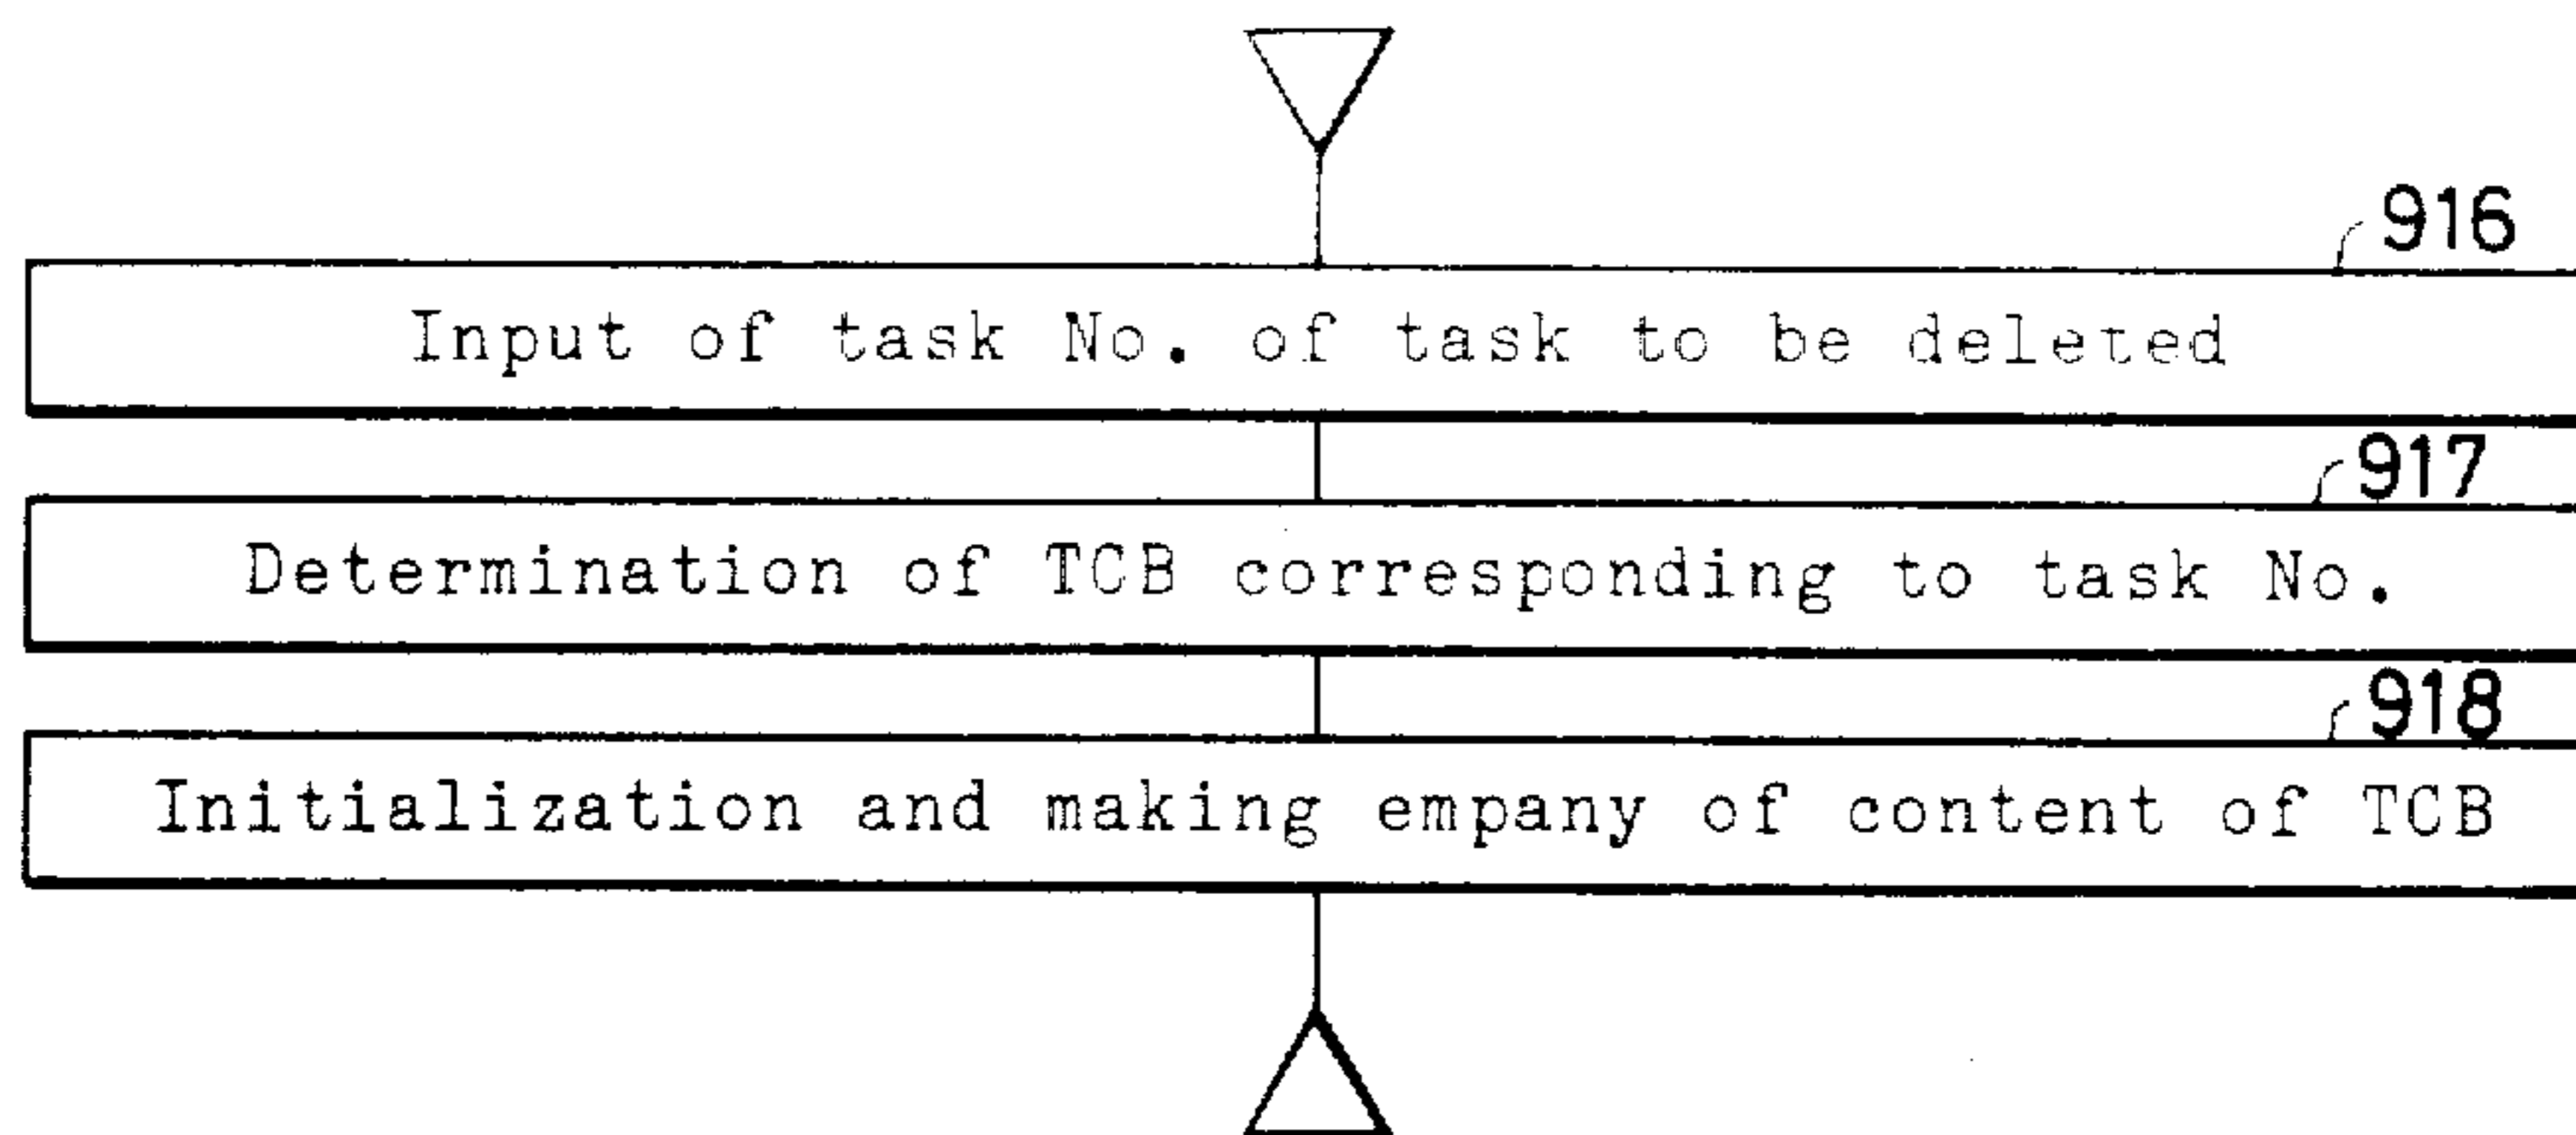 916
Input of task No. of task to be deleted
917
Determination of TCB corresponding to task No.
918
Initialization and making empany of content of TCB